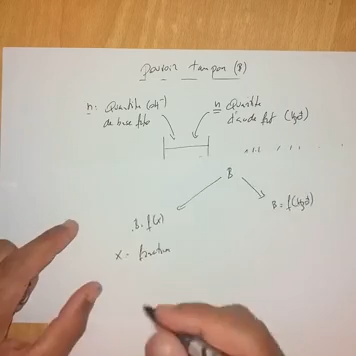 Pouvoir tampon (B)
n: Quantité (OH⁻)
de base forte
n Quantité
d'acide fort (H₃O⁺)
B
B = f(x)
B = f(H₃O⁺)
x = fraction